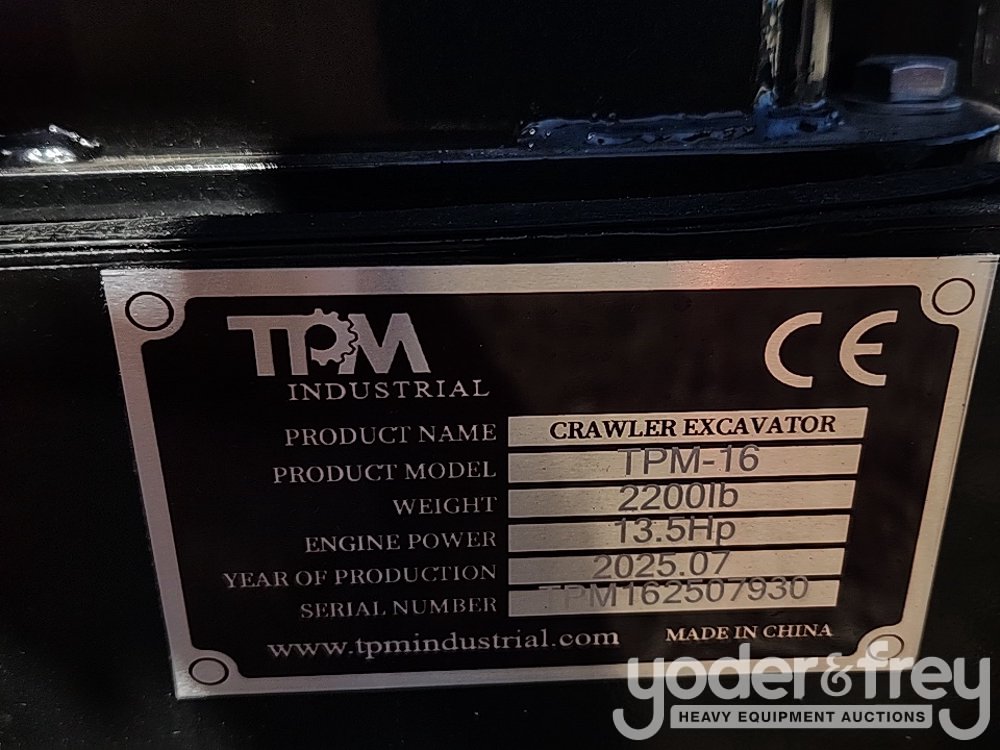 TPM CE
INDUSTRIAL
PRODUCT NAME CRAWLER EXCAVATOR
PRODUCT MODEL TPM-16
WEIGHT 2200lb
ENGINE POWER 13.5Hp
YEAR OF PRODUCTION 2025.07
SERIAL NUMBER TPM162507930
www.tpmindustrial.com MADE IN CHINA
yoder&frey
HEAVY EQUIPMENT AUCTIONS